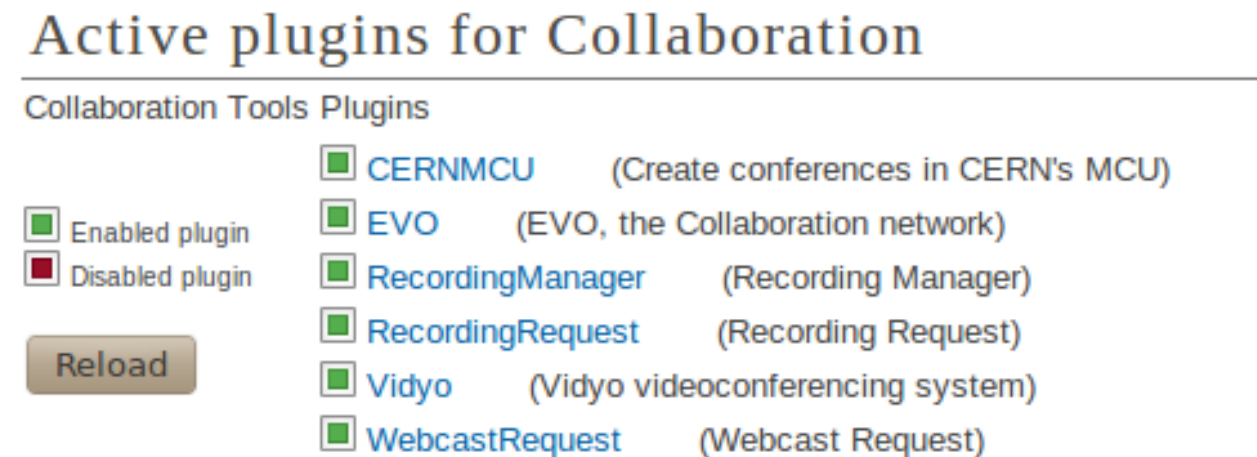 Active plugins for Collaboration
Collaboration Tools Plugins
CERNMCU (Create conferences in CERN's MCU)
EVO (EVO, the Collaboration network)
RecordingManager (Recording Manager)
RecordingRequest (Recording Request)
Vidyo (Vidyo videoconferencing system)
WebcastRequest (Webcast Request)
Enabled plugin
Disabled plugin
Reload